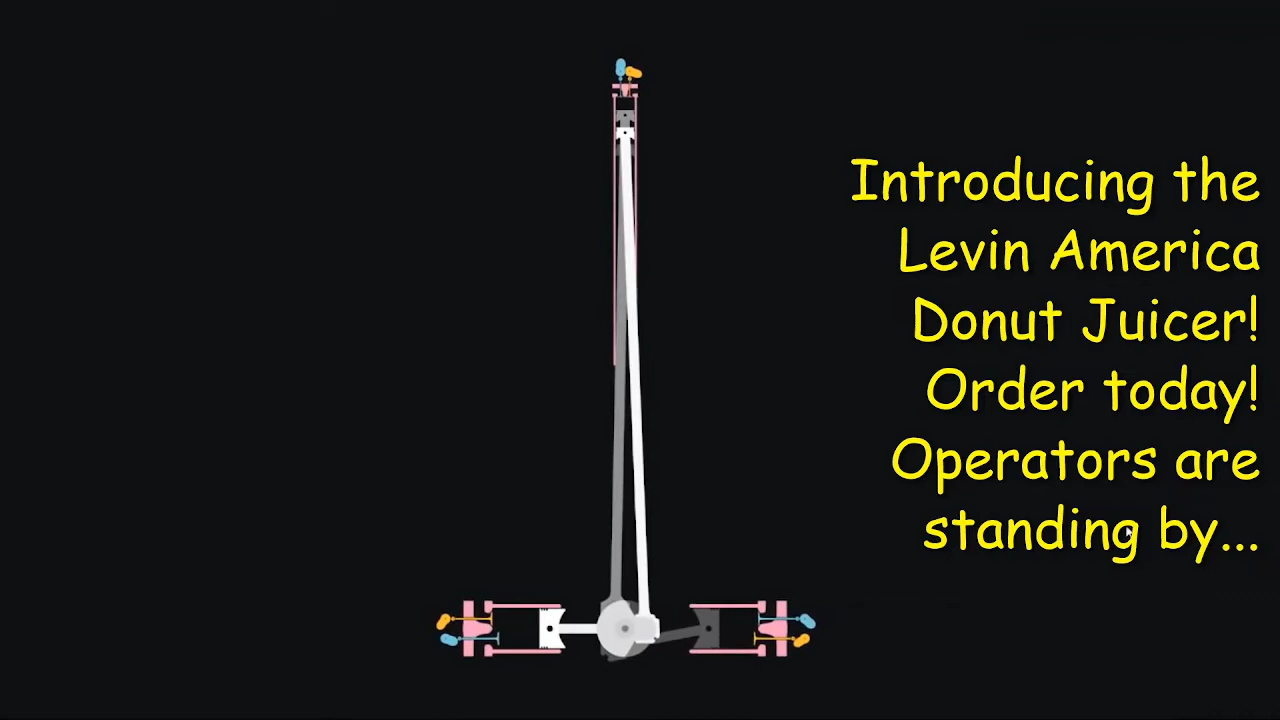 Introducing the
Levin America
Donut Juicer!
Order today!
Operators are
standing by...